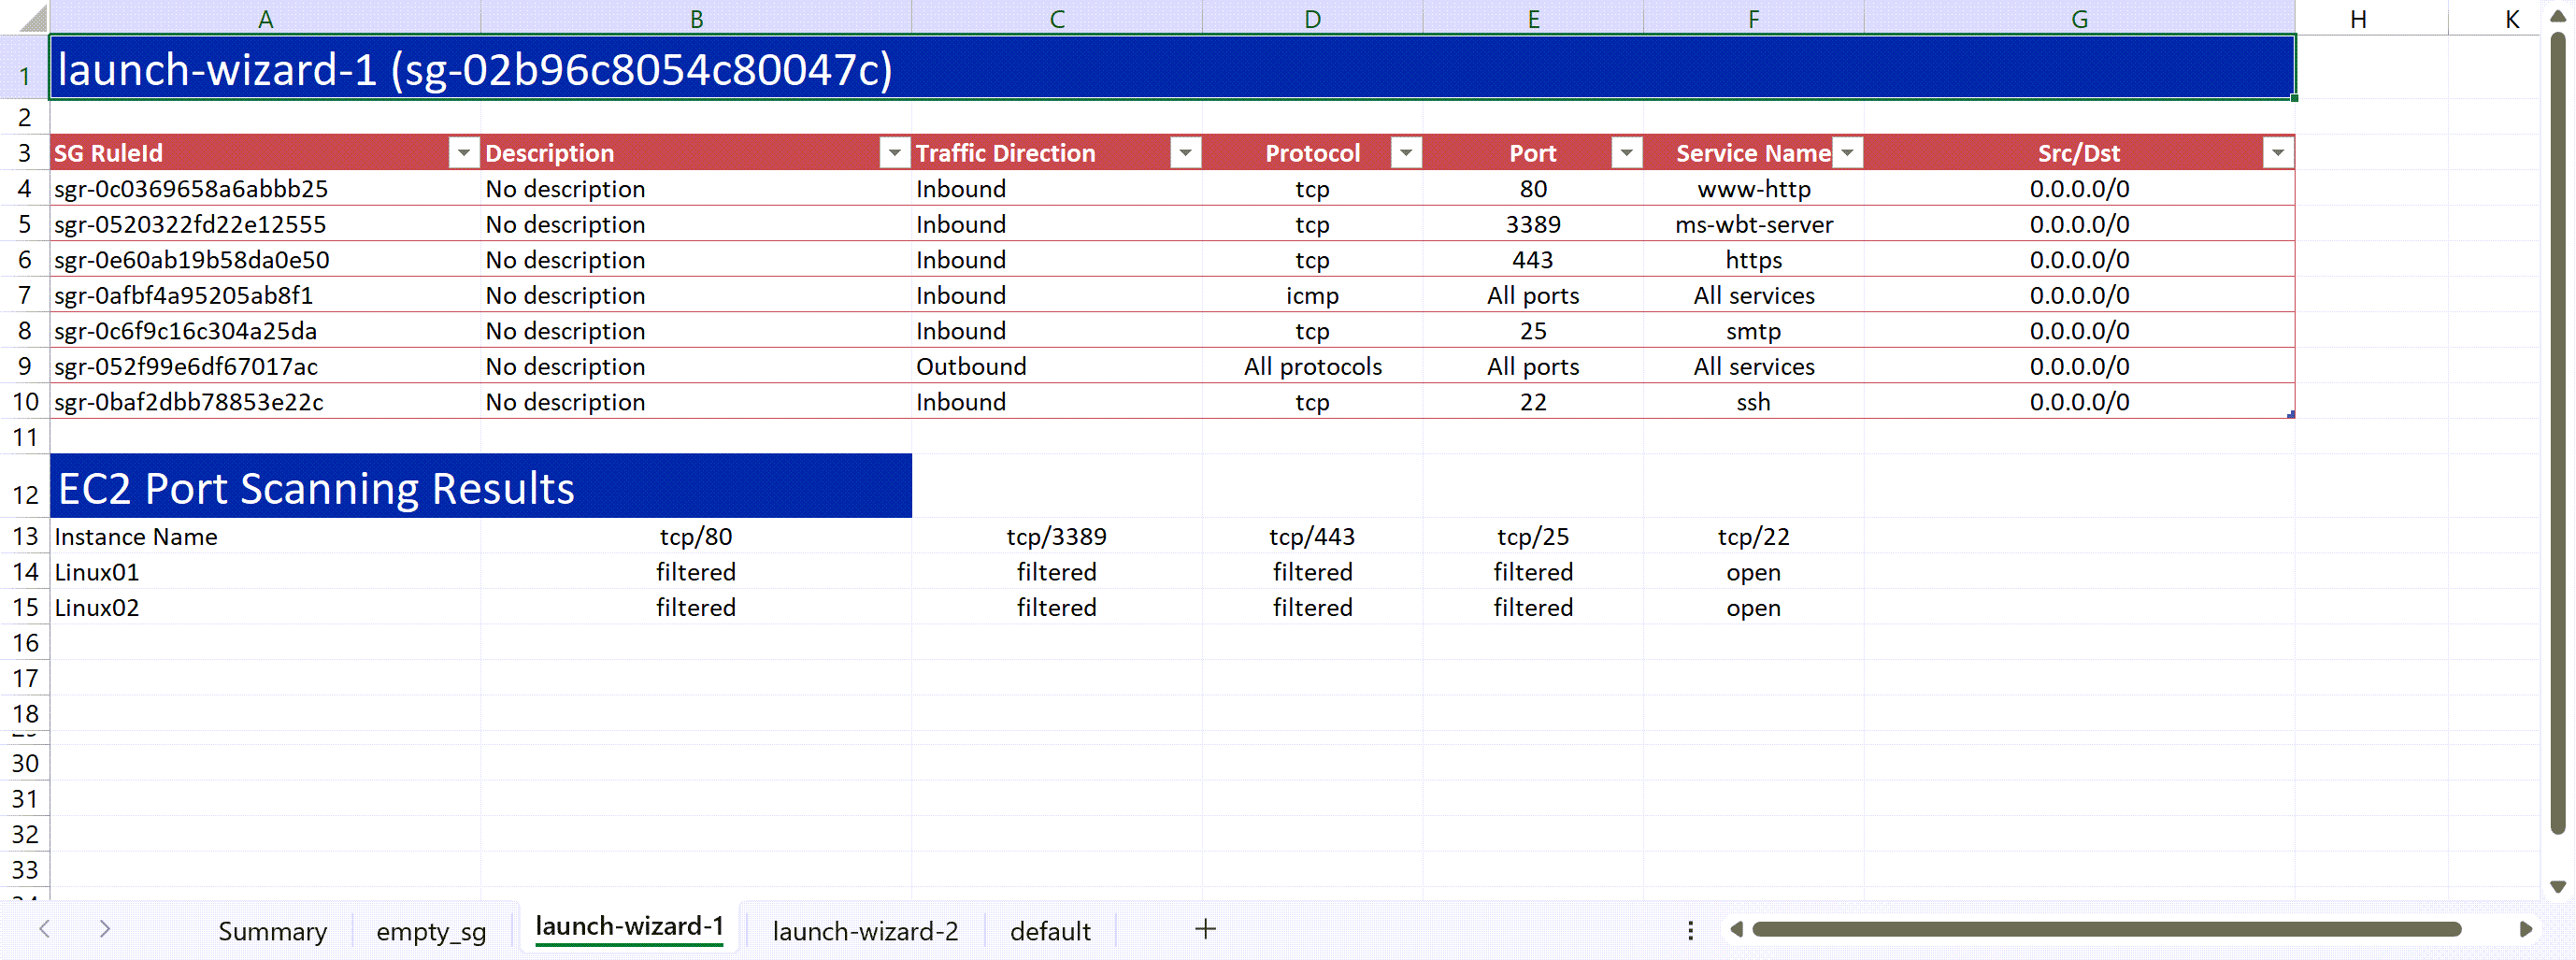 A B C D E F G H K
1 launch-wizard-1 (sg-02b96c8054c80047c)
2
3 SG RuleId Description Traffic Direction Protocol Port Service Name Src/Dst
4 sgr-0c0369658a6abbb25 No description Inbound tcp 80 www-http 0.0.0.0/0
5 sgr-0520322fd22e12555 No description Inbound tcp 3389 ms-wbt-server 0.0.0.0/0
6 sgr-0e60ab19b58da0e50 No description Inbound tcp 443 https 0.0.0.0/0
7 sgr-0afbf4a95205ab8f1 No description Inbound icmp All ports All services 0.0.0.0/0
8 sgr-0c6f9c16c304a25da No description Inbound tcp 25 smtp 0.0.0.0/0
9 sgr-052f99e6df67017ac No description Outbound All protocols All ports All services 0.0.0.0/0
10 sgr-0baf2dbb78853e22c No description Inbound tcp 22 ssh 0.0.0.0/0
11
12 EC2 Port Scanning Results
13 Instance Name tcp/80 tcp/3389 tcp/443 tcp/25 tcp/22
14 Linux01 filtered filtered filtered filtered open
15 Linux02 filtered filtered filtered filtered open
16
17
18
30
31
32
33
Summary empty_sg launch-wizard-1 launch-wizard-2 default +